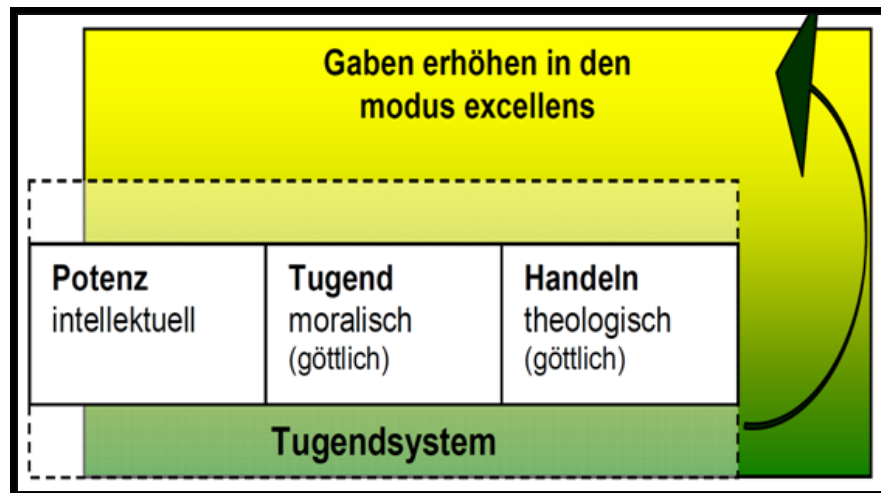 Gaben erhöhen in den
modus excellens
Potenz
intellektuell
Tugend
moralisch
(göttlich)
Handeln
theologisch
(göttlich)
Tugendsystem